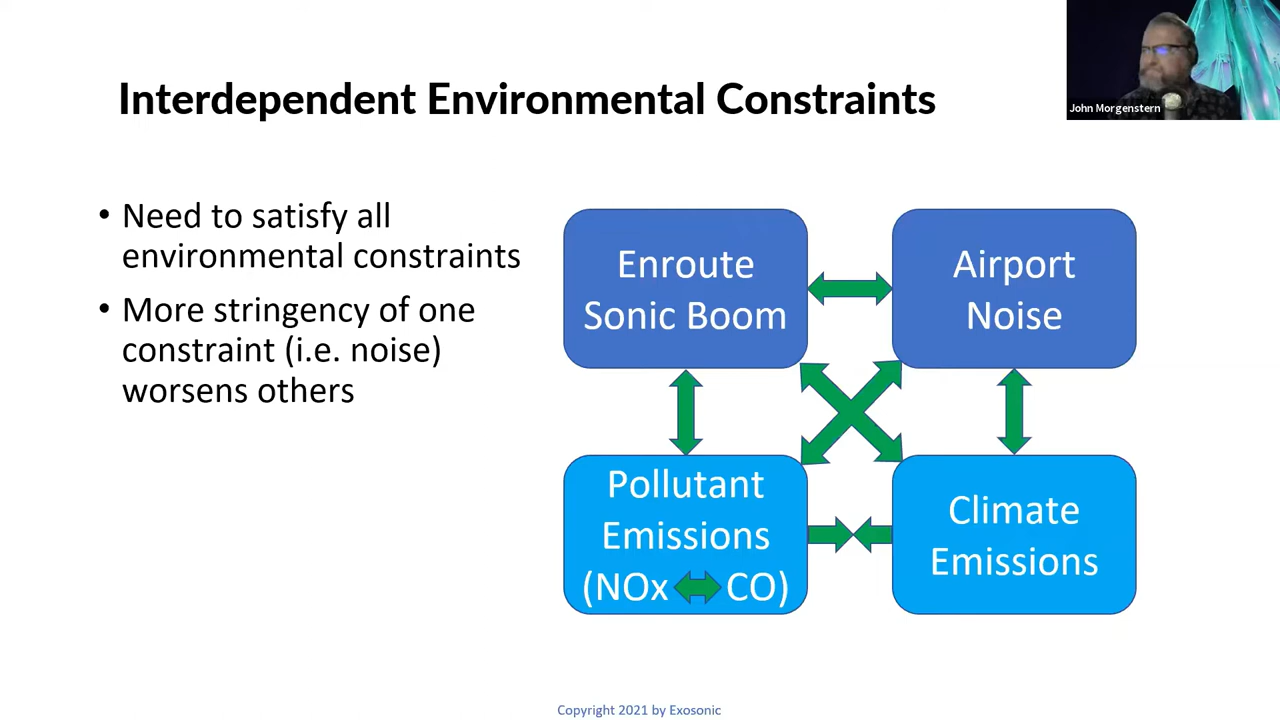 Interdependent Environmental Constraints
John Morgenstern
• Need to satisfy all
environmental constraints
• More stringency of one
constraint (i.e. noise)
worsens others
Enroute
Sonic Boom
Airport
Noise
Pollutant
Emissions
(NOx CO)
Climate
Emissions
Copyright 2021 by Exosonic